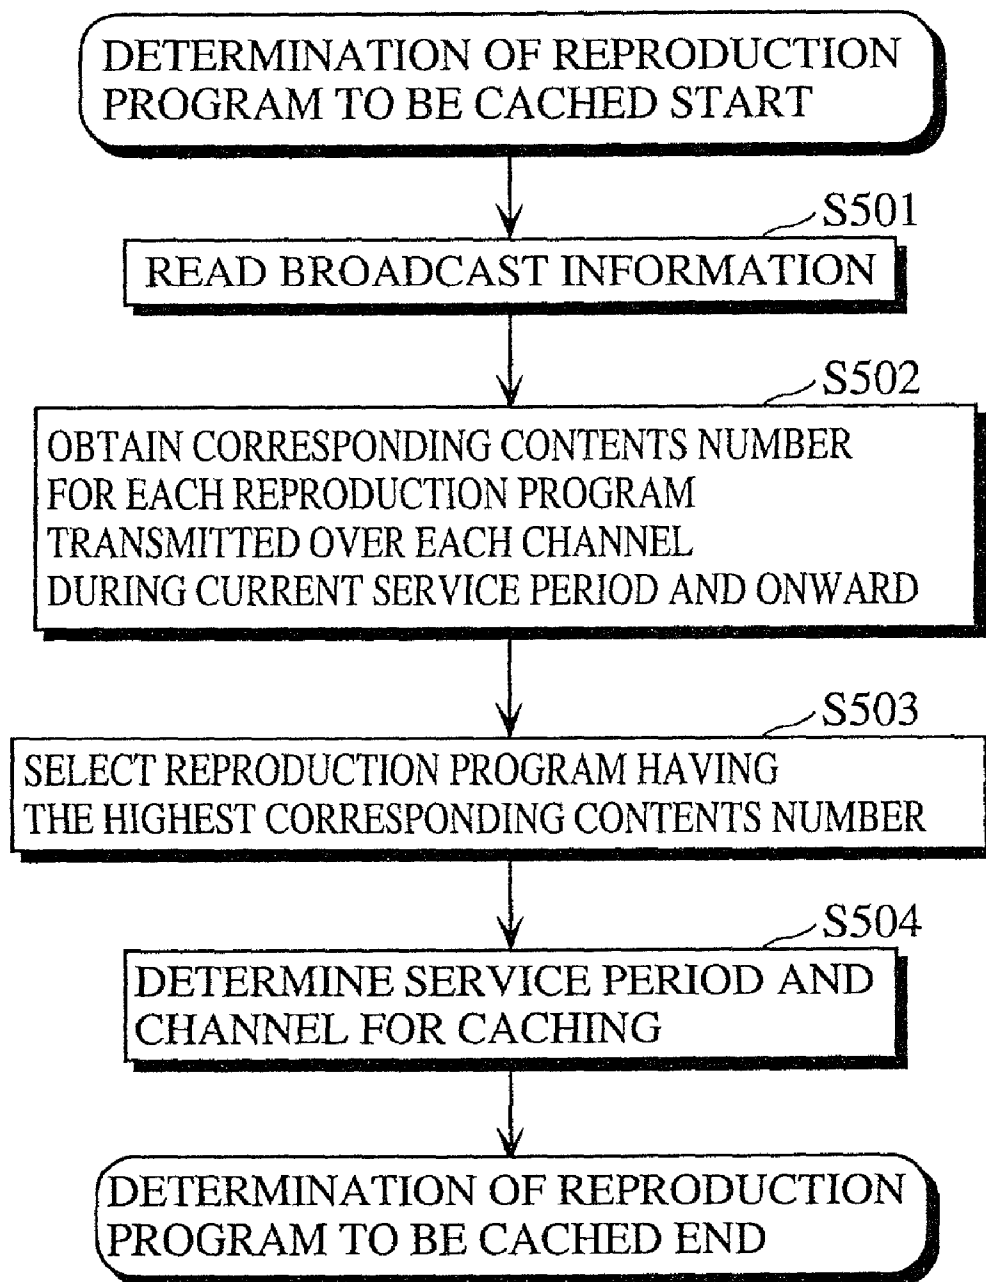 DETERMINATION OF REPRODUCTION
PROGRAM TO BE CACHED START
S501
READ BROADCAST INFORMATION
S502
OBTAIN CORRESPONDING CONTENTS NUMBER
FOR EACH REPRODUCTION PROGRAM
TRANSMITTED OVER EACH CHANNEL
DURING CURRENT SERVICE PERIOD AND ONWARD
S503
SELECT REPRODUCTION PROGRAM HAVING
THE HIGHEST CORRESPONDING CONTENTS NUMBER
S504
DETERMINE SERVICE PERIOD AND
CHANNEL FOR CACHING
DETERMINATION OF REPRODUCTION
PROGRAM TO BE CACHED END